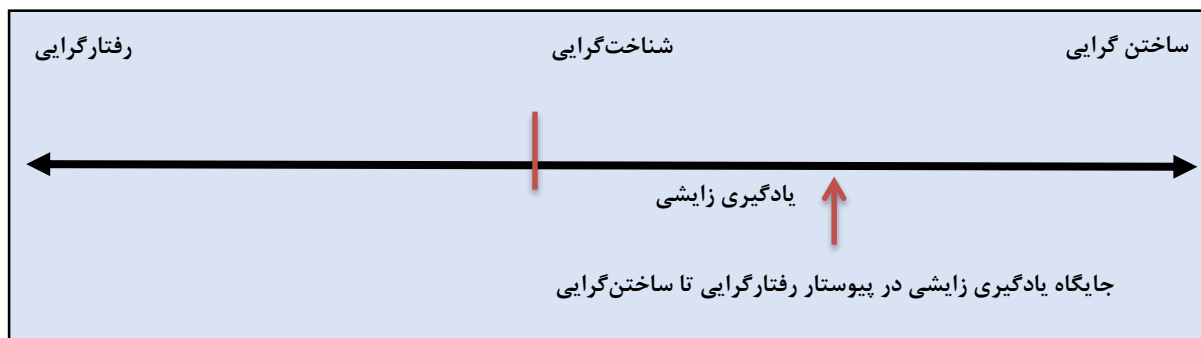 ساختن گرایی
شناخت‌گرایی
رفتارگرایی
یادگیری زایشی
جایگاه یادگیری زایشی در پیوستار رفتارگرایی تا ساختن‌گرایی